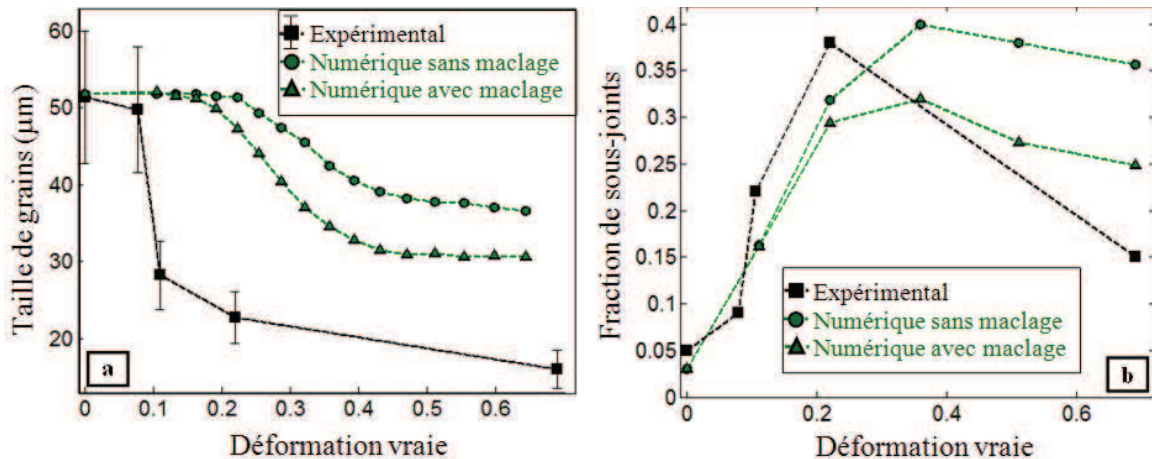 60
50
40
30
20
Taille de grains (µm)
Expérimental
Numérique sans maclage
Numérique avec maclage
a
0 0.1 0.2 0.3 0.4 0.5 0.6
Déformation vraie
0.4
0.35
0.3
0.25
0.2
0.15
0.1
0.05
0
Fraction de sous-joints
Expérimental
Numérique sans maclage
Numérique avec maclage
b
0 0.2 0.4 0.6
Déformation vraie